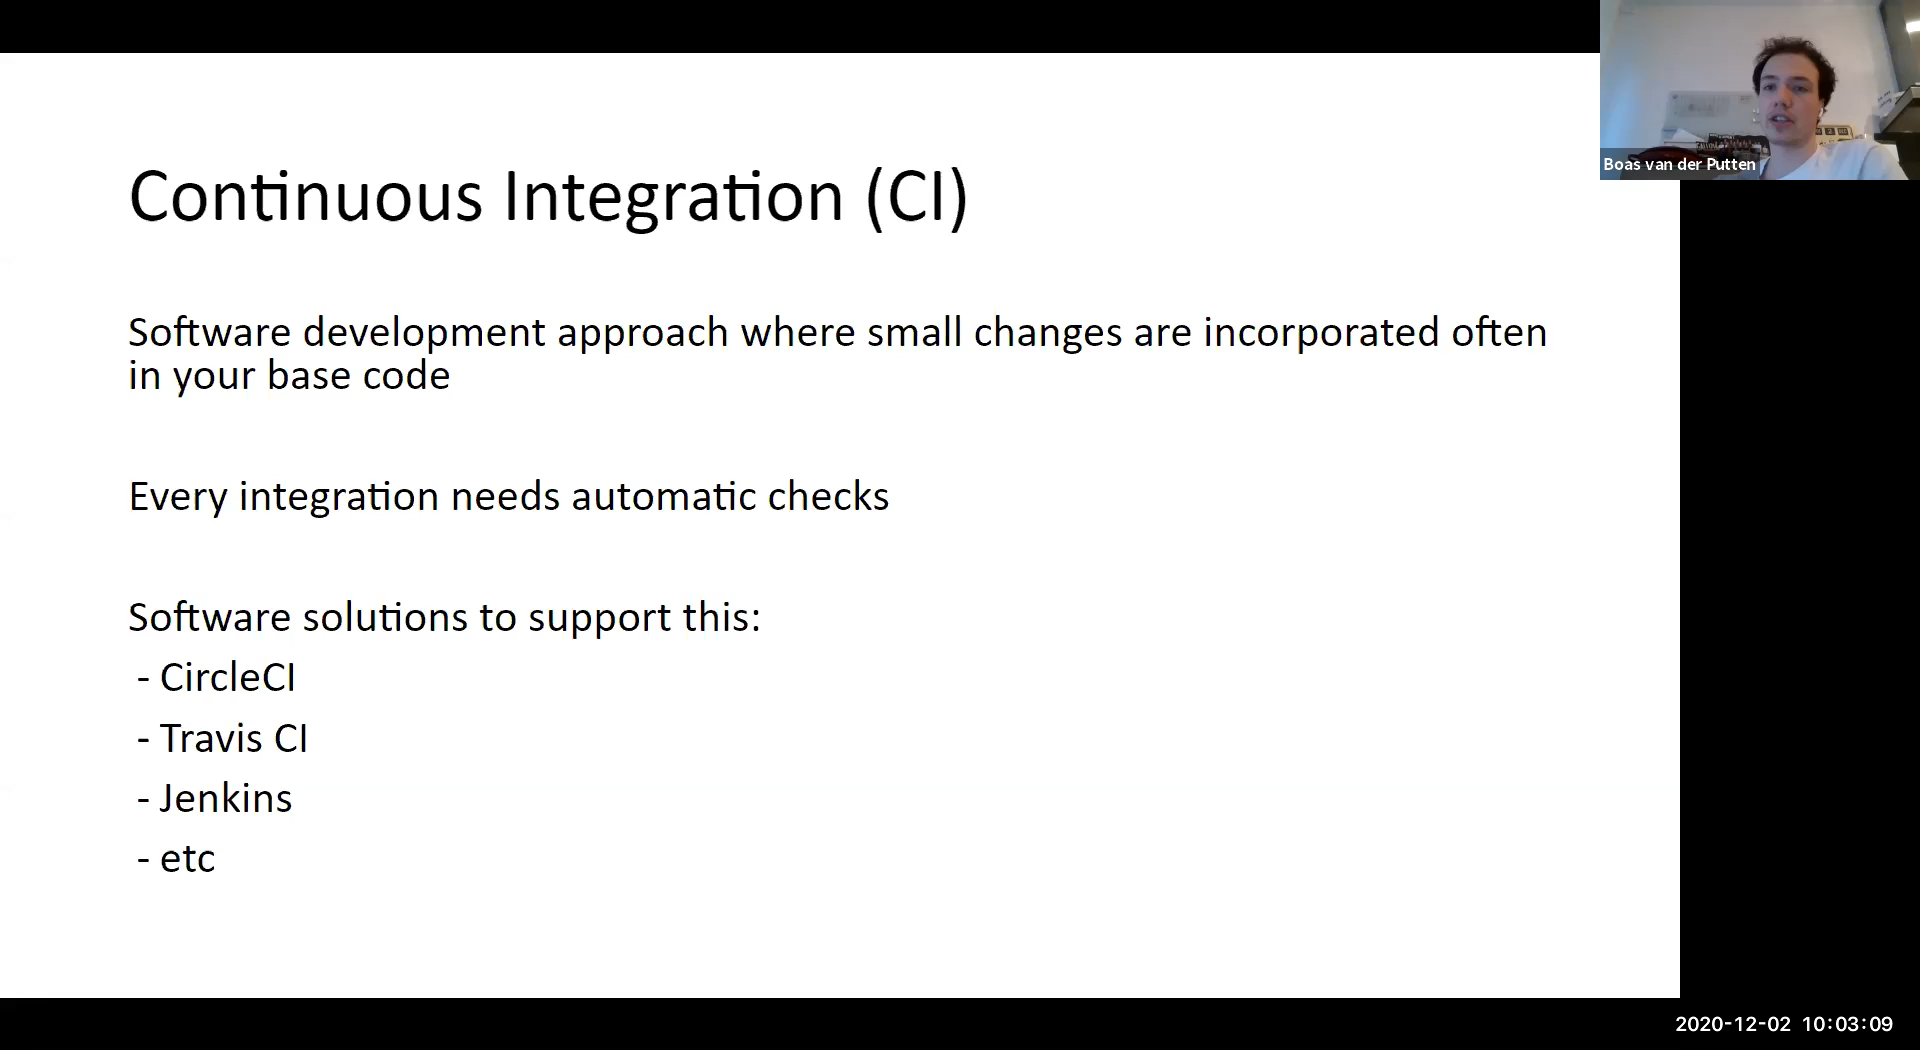 Boas van der Putten
Continuous Integration (CI)
Software development approach where small changes are incorporated often
in your base code
Every integration needs automatic checks
Software solutions to support this:
- CircleCI
- Travis CI
- Jenkins
- etc
2020-12-02 10:03:09